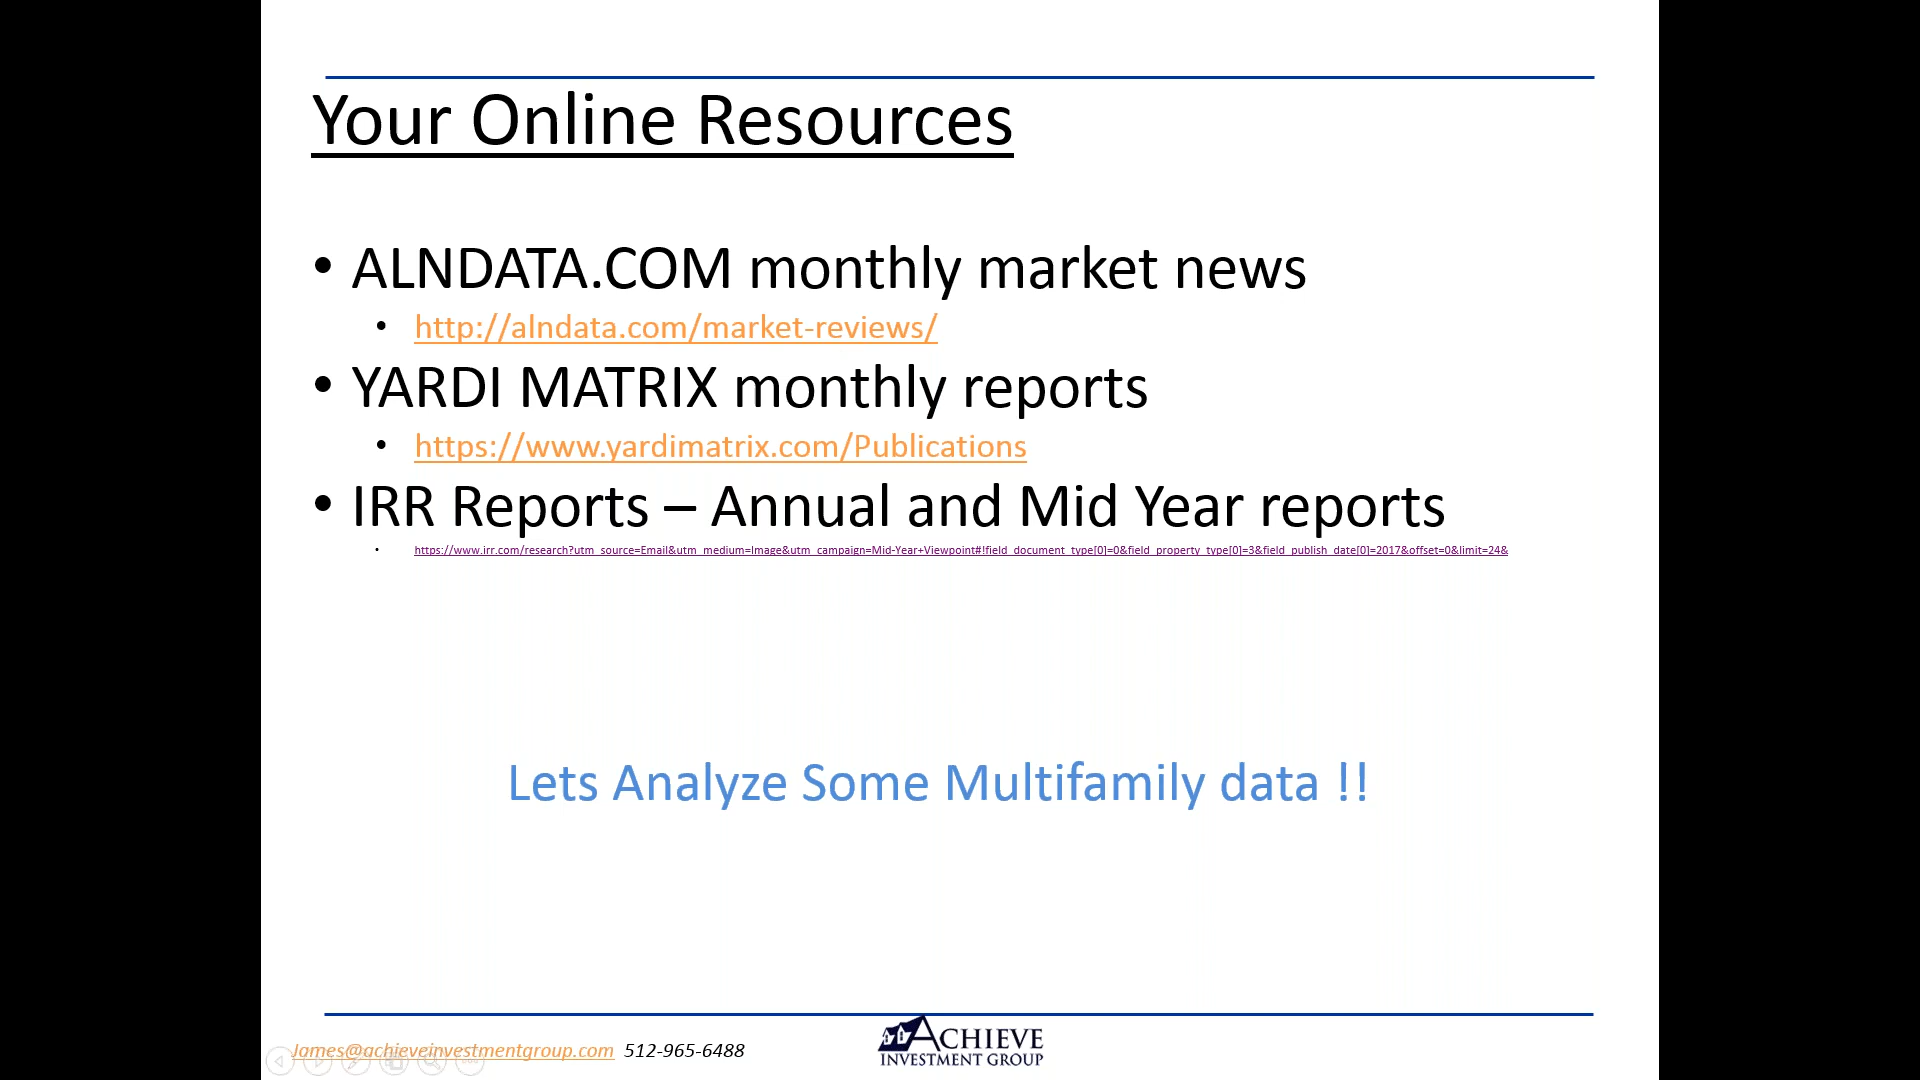 Your Online Resources
• ALNDATA.COM monthly market news
• http://alndata.com/market-reviews/
• YARDI MATRIX monthly reports
• https://www.yardimatrix.com/Publications
• IRR Reports – Annual and Mid Year reports
• https://www.irr.com/research?utm_source=Email&utm_medium=Image&utm_campaign=Mid-Year+Viewpoint#!field_document_type[0]=0&field_property_type[0]=3&field_publish_date[0]=2017&offset=0&limit=24&
Lets Analyze Some Multifamily data !!
James@achieveinvestmentgroup.com 512-965-6488
ACHIEVE
INVESTMENT GROUP